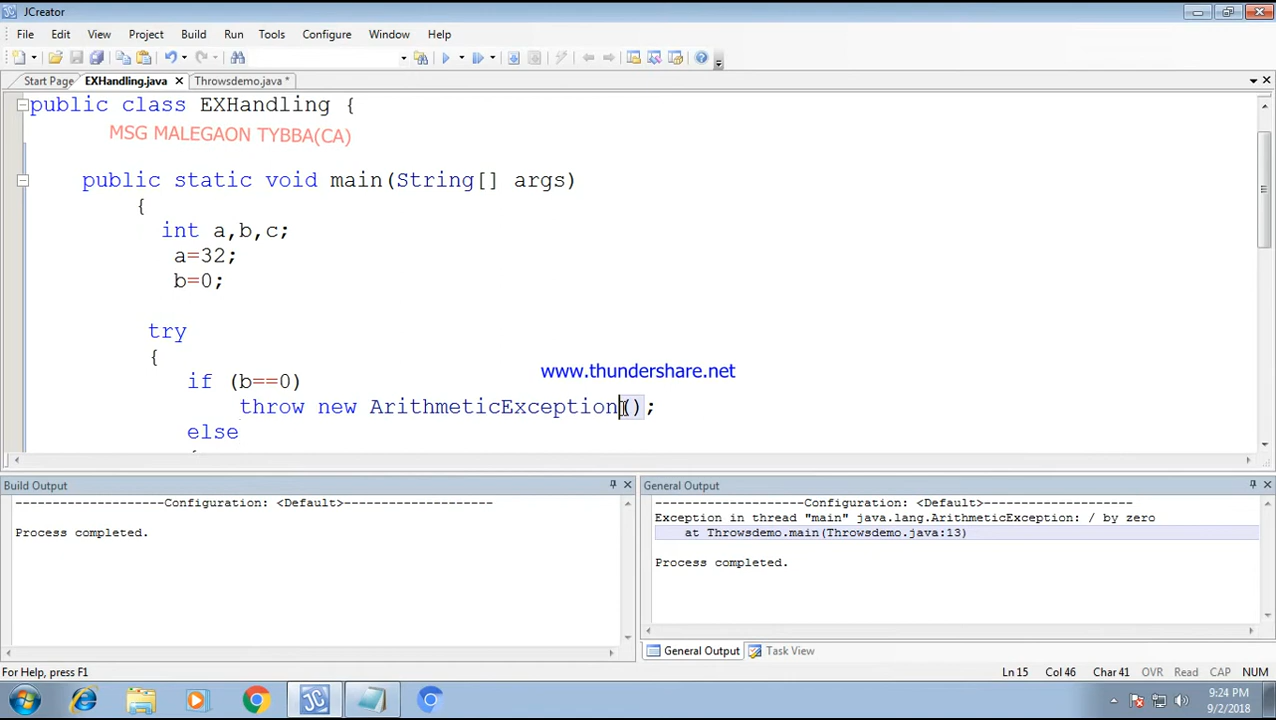 JCreator
File Edit View Project Build Run Tools Configure Window Help
Start Page EXHandling.java Throwsdemo.java *
public class EXHandling {
MSG MALEGAON TYBBA(CA)
public static void main(String[] args)
{
int a,b,c;
a=32;
b=0;
try
{
if (b==0)
www.thundershare.net
throw new ArithmeticException();
else
Build Output
--------------------Configuration: <Default>--------------------
Process completed.
General Output
--------------------Configuration: <Default>--------------------
Exception in thread "main" java.lang.ArithmeticException: / by zero
at Throwsdemo.main(Throwsdemo.java:13)
Process completed.
General Output Task View
For Help, press F1
Ln 15 Col 46 Char 41 OVR Read CAP NUM
JC
9:24 PM
9/2/2018